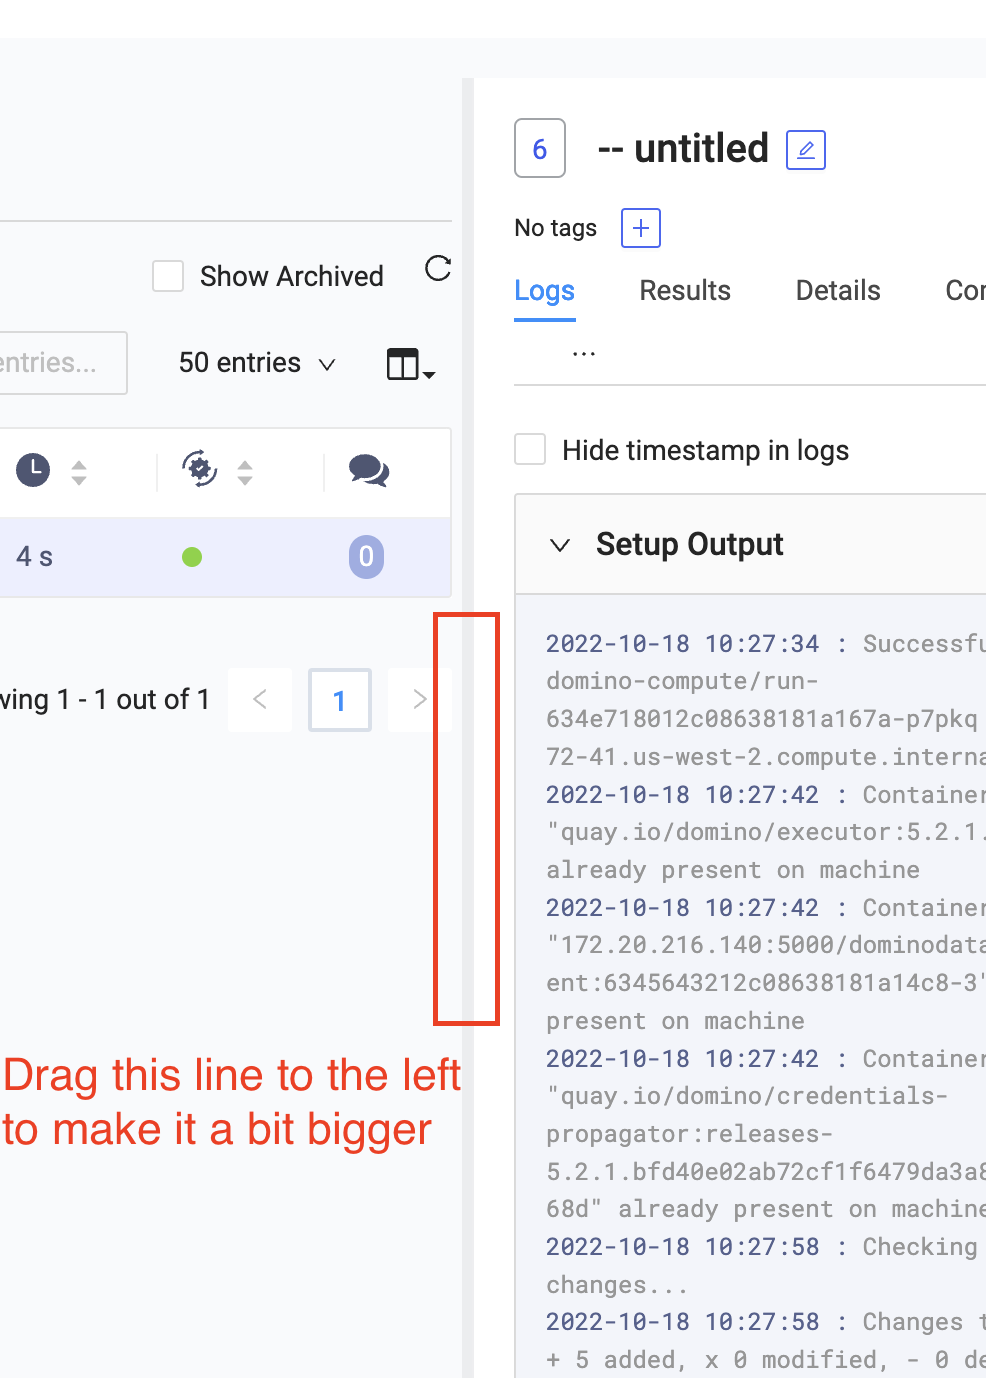 6 -- untitled
No tags +
Show Archived
Logs Results Details
...
entries... 50 entries
Hide timestamp in logs
Setup Output
4 s 0
wing 1 - 1 out of 1 < 1 >
2022-10-18 10:27:34 : Successfu
domino-compute/run-
634e718012c08638181a167a-p7pkq
72-41.us-west-2.compute.interna
2022-10-18 10:27:42 : Container
"quay.io/domino/executor:5.2.1.
already present on machine
2022-10-18 10:27:42 : Container
"172.20.216.140:5000/dominodata
ent:6345643212c08638181a14c8-3"
present on machine
2022-10-18 10:27:42 : Container
"quay.io/domino/credentials-
propagator:releases-
5.2.1.bfd40e02ab72cf1f6479da3a8
68d" already present on machine
2022-10-18 10:27:58 : Checking
changes...
2022-10-18 10:27:58 : Changes t
+ 5 added, x 0 modified, - 0 de
Drag this line to the left
to make it a bit bigger